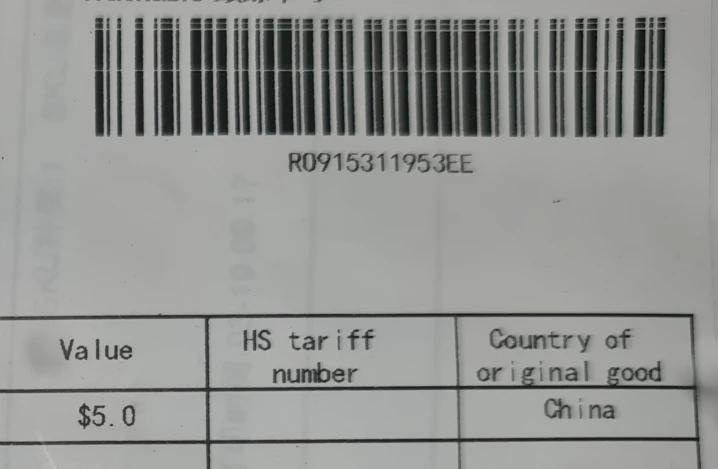 R0915311953EE
Value
HS tariff
number
Country of
original good
$5.0
China